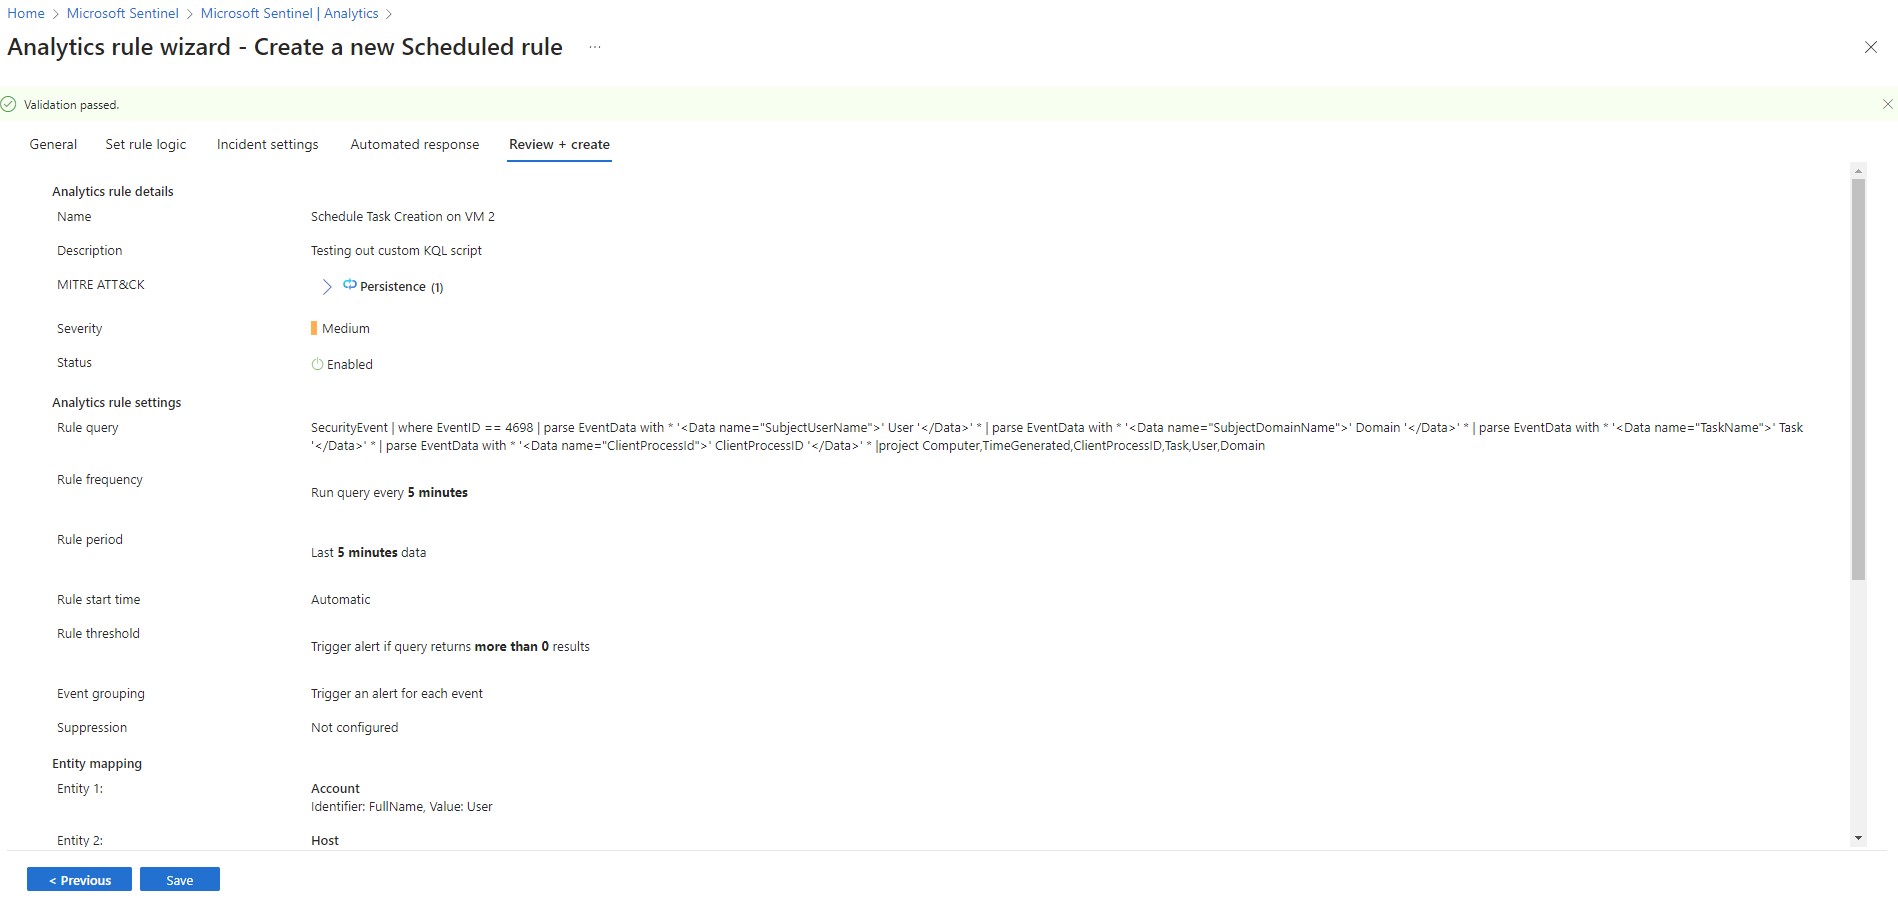 Home > Microsoft Sentinel > Microsoft Sentinel | Analytics >
Analytics rule wizard - Create a new Scheduled rule ...
Validation passed.
General Set rule logic Incident settings Automated response Review + create
Analytics rule details
Name Schedule Task Creation on VM 2
Description Testing out custom KQL script
MITRE ATT&CK Persistence (1)
Severity Medium
Status Enabled
Analytics rule settings
Rule query SecurityEvent | where EventID == 4698 | parse EventData with * '<Data name="SubjectUserName">' User '</Data>' * | parse EventData with * '<Data name="SubjectDomainName">' Domain '</Data>' * | parse EventData with * '<Data name="TaskName">' Task
'</Data>' * | parse EventData with * '<Data name="ClientProcessId">' ClientProcessID '</Data>' * |project Computer,TimeGenerated,ClientProcessID,Task,User,Domain
Rule frequency
Run query every 5 minutes
Rule period
Last 5 minutes data
Rule start time Automatic
Rule threshold
Trigger alert if query returns more than 0 results
Event grouping Trigger an alert for each event
Suppression Not configured
Entity mapping
Entity 1: Account
Identifier: FullName, Value: User
Entity 2: Host
< Previous Save